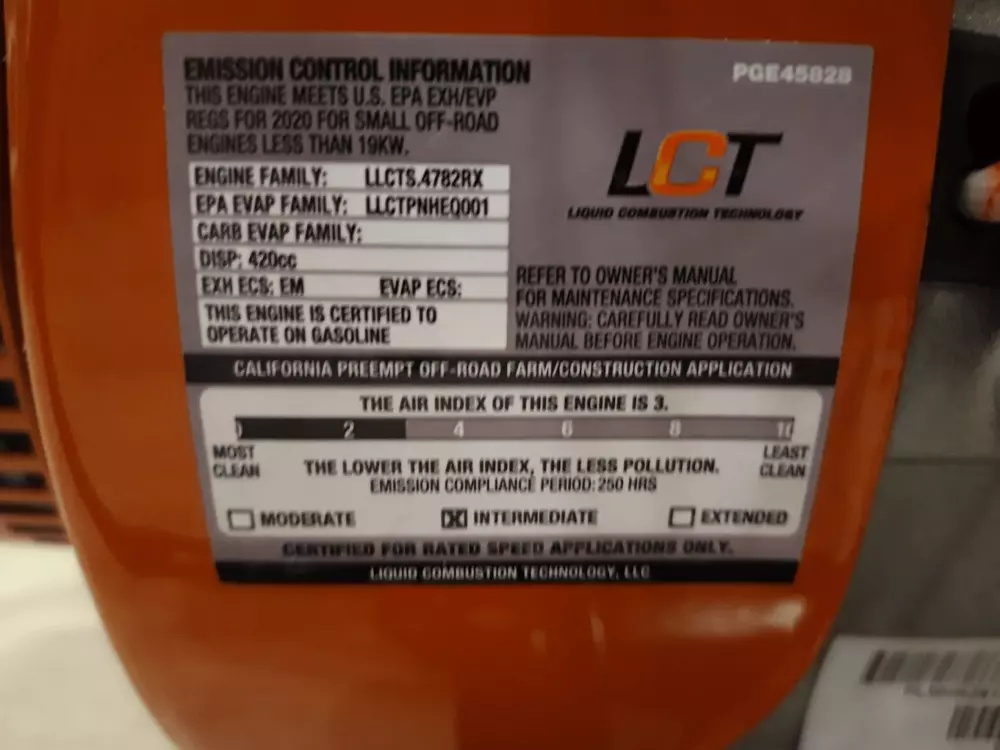 EMISSION CONTROL INFORMATION
THIS ENGINE MEETS U.S. EPA EXH/EVP
REGS FOR 2020 FOR SMALL OFF-ROAD
ENGINES LESS THAN 19KW.
PGE45828
LCT
LIQUID COMBUSTION TECHNOLOGY
ENGINE FAMILY: LLCTS.4782RX
EPA EVAP FAMILY: LLCTPNHEQ001
CARB EVAP FAMILY:
DISP: 420cc
EXH ECS: EM EVAP ECS:
THIS ENGINE IS CERTIFIED TO
OPERATE ON GASOLINE
REFER TO OWNER'S MANUAL
FOR MAINTENANCE SPECIFICATIONS.
WARNING: CAREFULLY READ OWNER'S
MANUAL BEFORE ENGINE OPERATION.
CALIFORNIA PREEMPT OFF-ROAD FARM/CONSTRUCTION APPLICATION
THE AIR INDEX OF THIS ENGINE IS 3.
0 2 4 6 8 10
MOST
CLEAN
LEAST
CLEAN
THE LOWER THE AIR INDEX, THE LESS POLLUTION.
EMISSION COMPLIANCE PERIOD: 250 HRS
MODERATE
INTERMEDIATE
EXTENDED
CERTIFIED FOR RATED SPEED APPLICATIONS ONLY.
LIQUID COMBUSTION TECHNOLOGY, LLC